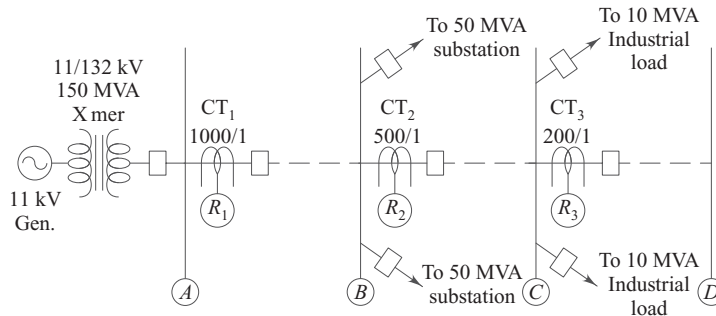 11/132 kV
150 MVA
X mer
11 kV
Gen.
CT1
1000/1
R1
A
To 50 MVA
substation
CT2
500/1
R2
To 50 MVA
substation
B
To 10 MVA
Industrial
load
CT3
200/1
R3
To 10 MVA
Industrial
load
C
D